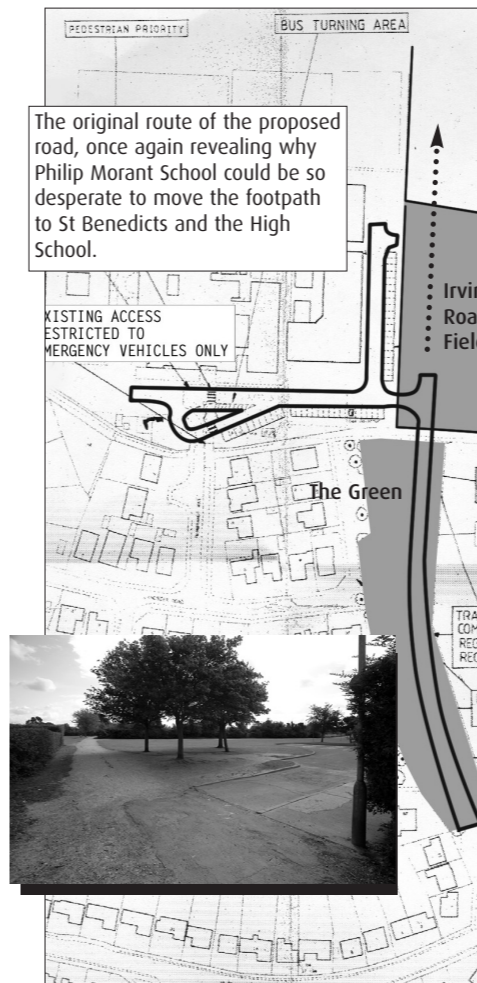 PEDESTRIAN PRIORITY
BUS TURNING AREA
The original route of the proposed
road, once again revealing why
Philip Morant School could be so
desperate to move the footpath
to St Benedicts and the High
School.
XISTING ACCESS
ESTRICTED TO
MERGENCY VEHICLES ONLY
Irvin
Roa
Fiel
The Green
TRA
COM
REC
REC